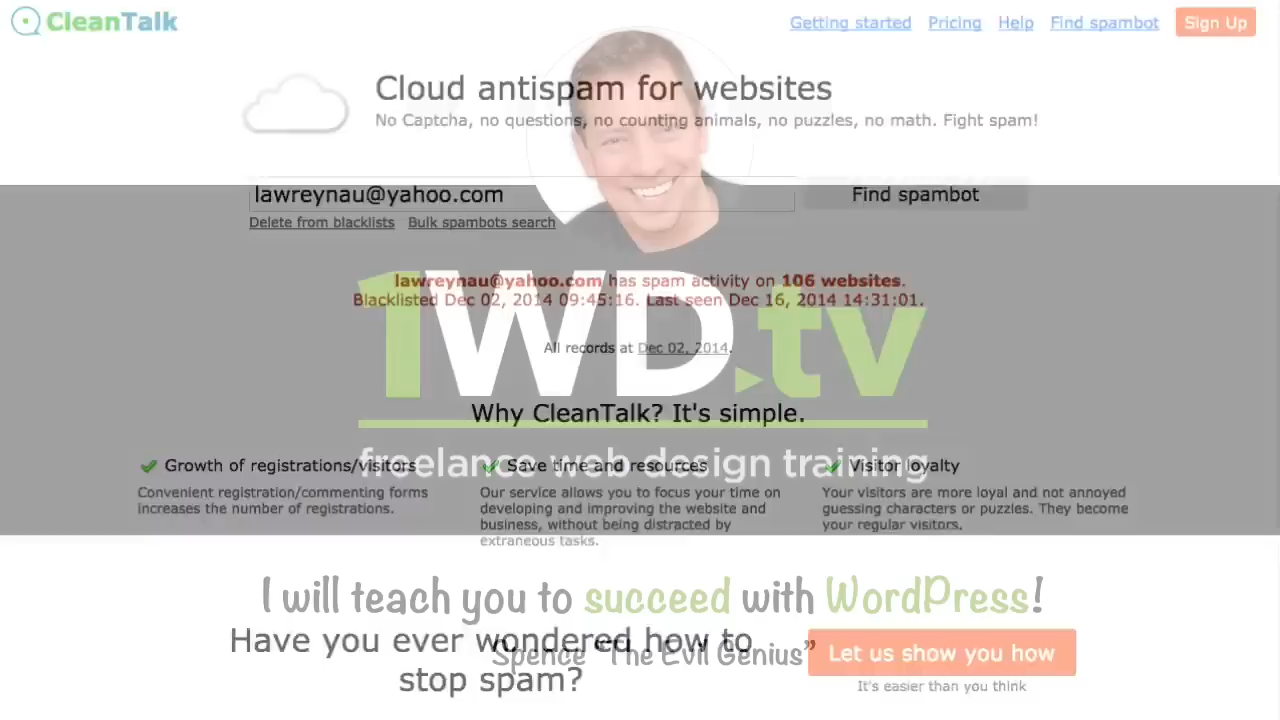 CleanTalk
Getting started Pricing Help Find spambot Sign Up
Cloud antispam for websites
No Captcha, no questions, no counting animals, no puzzles, no math. Fight spam!
lawreynau@yahoo.com
Find spambot
Delete from blacklists Bulk spambots search
lawreynau@yahoo.com has spam activity on 106 websites.
Blacklisted Dec 02, 2014 09:45:16. Last seen Dec 16, 2014 14:31:01.
1WD.tv
All records at Dec 02, 2014.
Why CleanTalk? It's simple.
freelance web design training
Growth of registrations/visitors
Convenient registration/commenting forms
increases the number of registrations.
Save time and resources
Our service allows you to focus your time on
developing and improving the website and
business, without being distracted by
extraneous tasks.
Visitor loyalty
Your visitors are more loyal and not annoyed
guessing characters or puzzles. They become
your regular visitors.
I will teach you to succeed with WordPress!
Spence "The Evil Genius"
Have you ever wondered how to
stop spam?
Let us show you how
It's easier than you think